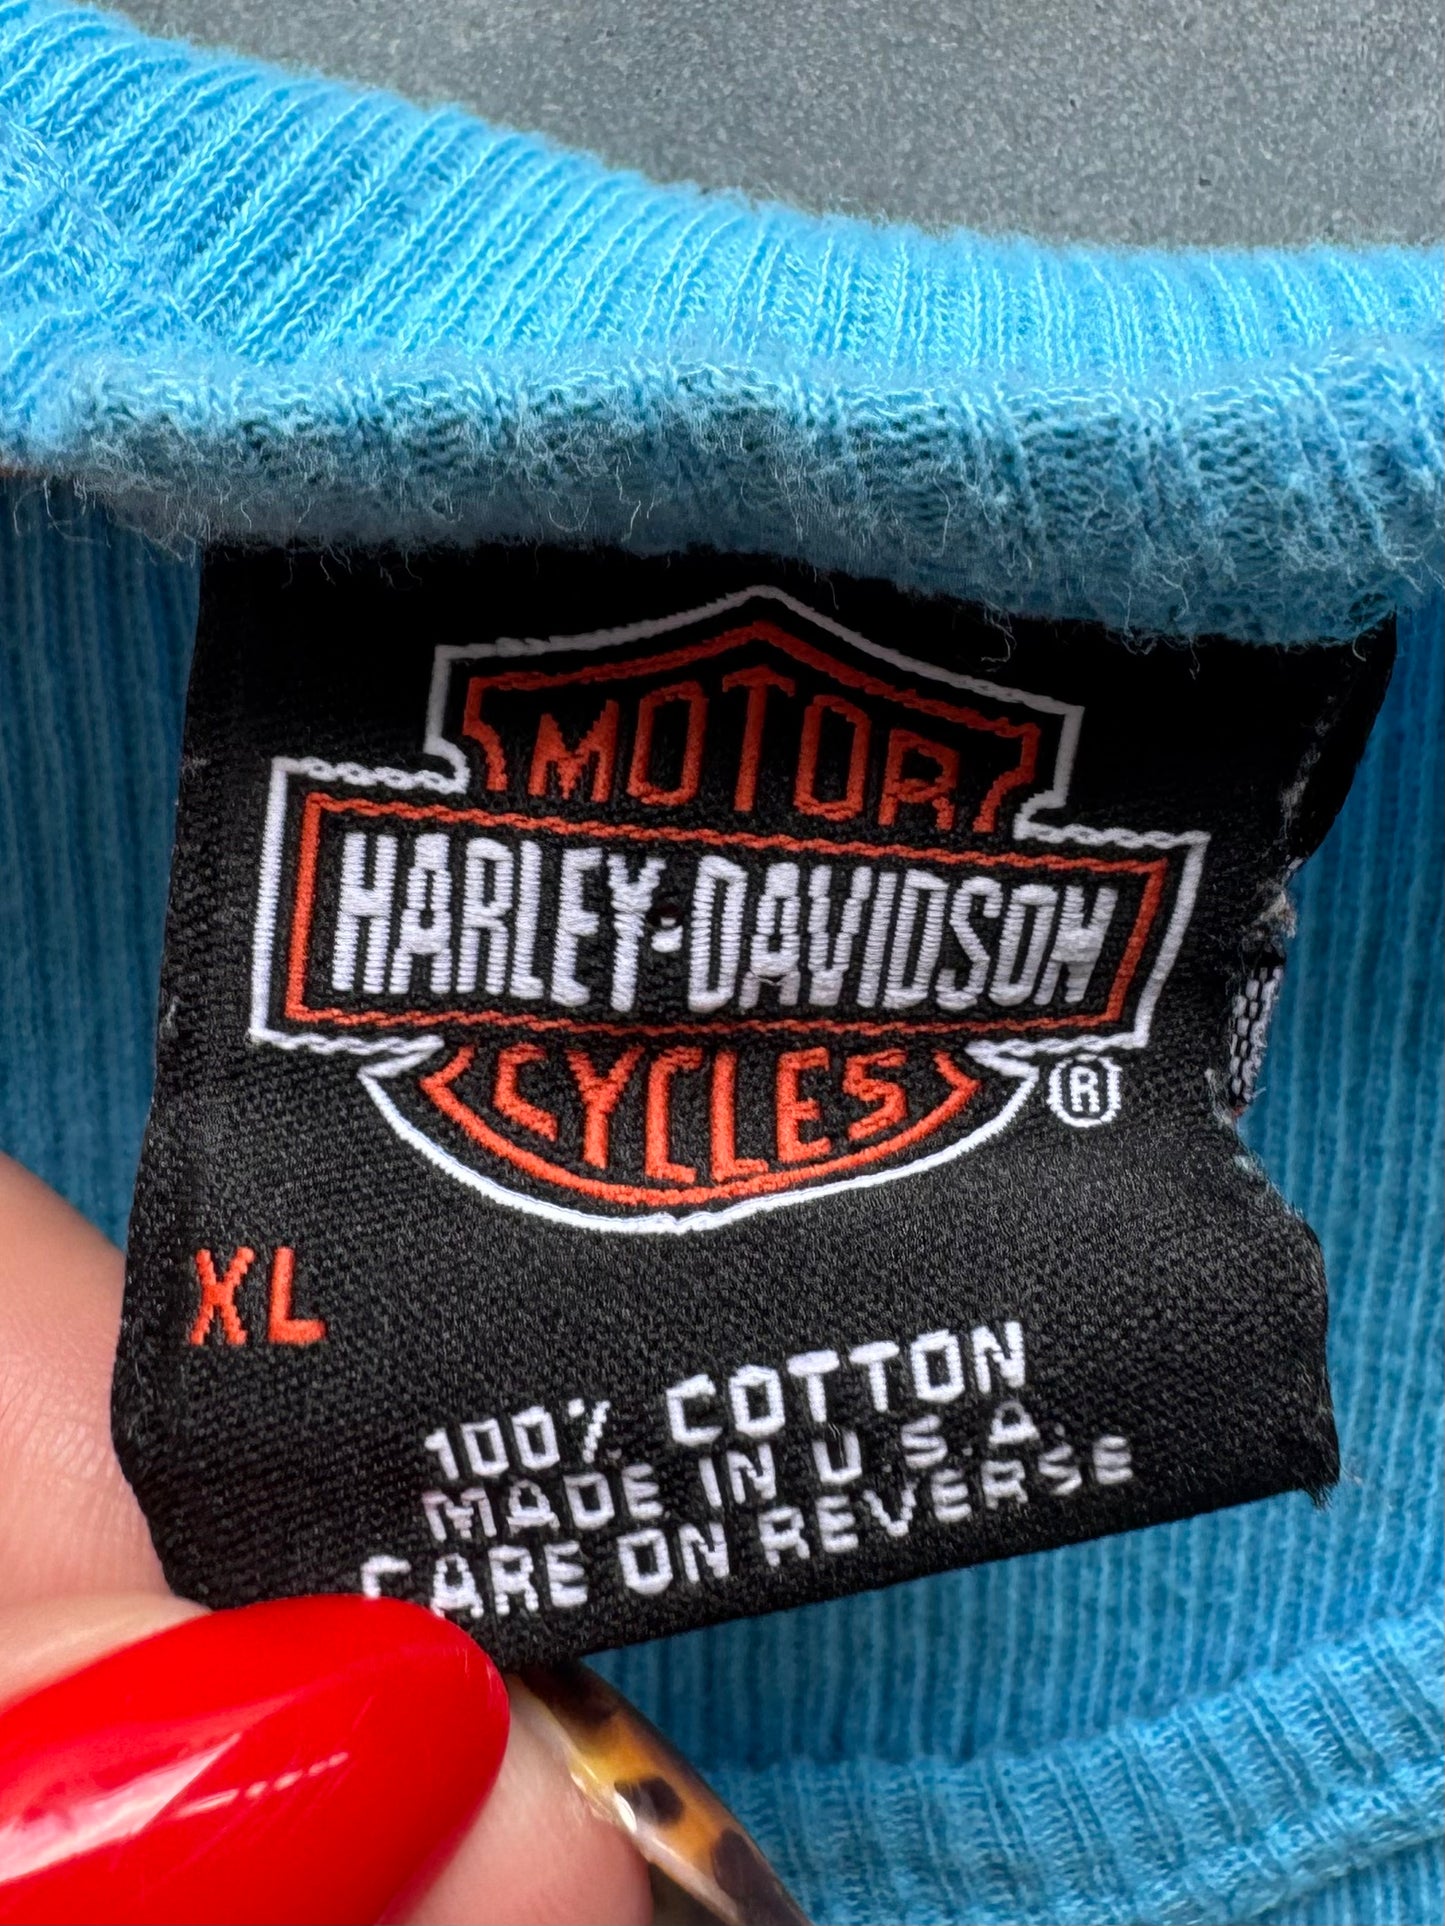 MOTOR
HARLEY-DAVIDSON
CYCLES
®
XL
100% COTTON
MADE IN U.S.A.
CARE ON REVERSE